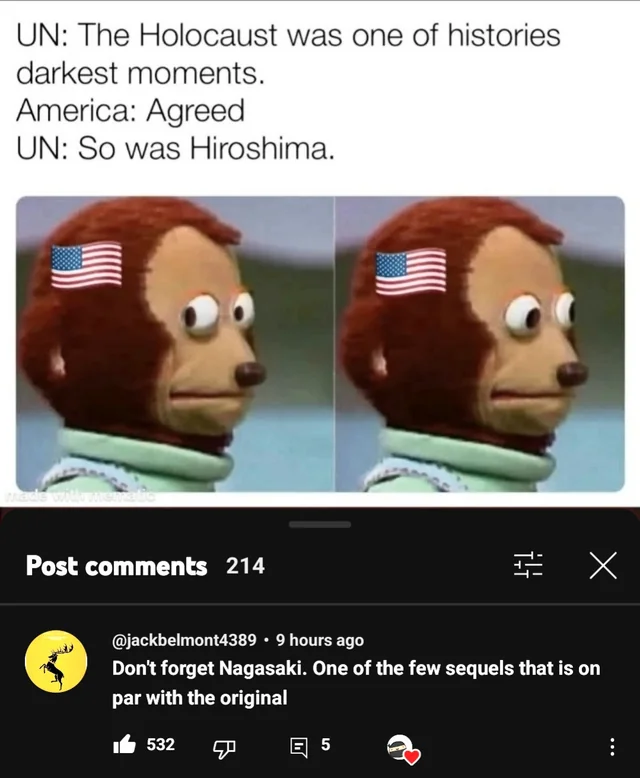 UN: The Holocaust was one of histories
darkest moments.
America: Agreed
UN: So was Hiroshima.
made with mematic
Post comments 214
@jackbelmont4389 • 9 hours ago
Don't forget Nagasaki. One of the few sequels that is on
par with the original
532 5